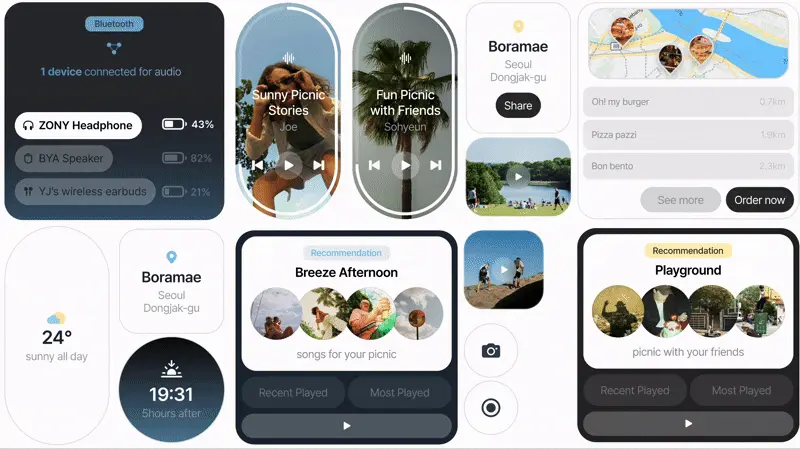 Bluetooth
1 device connected for audio
ZONY Headphone
43%
BYA Speaker
82%
YJ's wireless earbuds
21%
Sunny Picnic
Stories
Joe
Fun Picnic
with Friends
Sohyeun
Boramae
Seoul
Dongjak-gu
Share
Oh! my burger
0.7km
Pizza pazzi
1.9km
Bon bento
2.3km
See more
Order now
24°
sunny all day
Boramae
Seoul
Dongjak-gu
19:31
5hours after
Recommendation
Breeze Afternoon
songs for your picnic
Recent Played
Most Played
Recommendation
Playground
picnic with your friends
Recent Played
Most Played